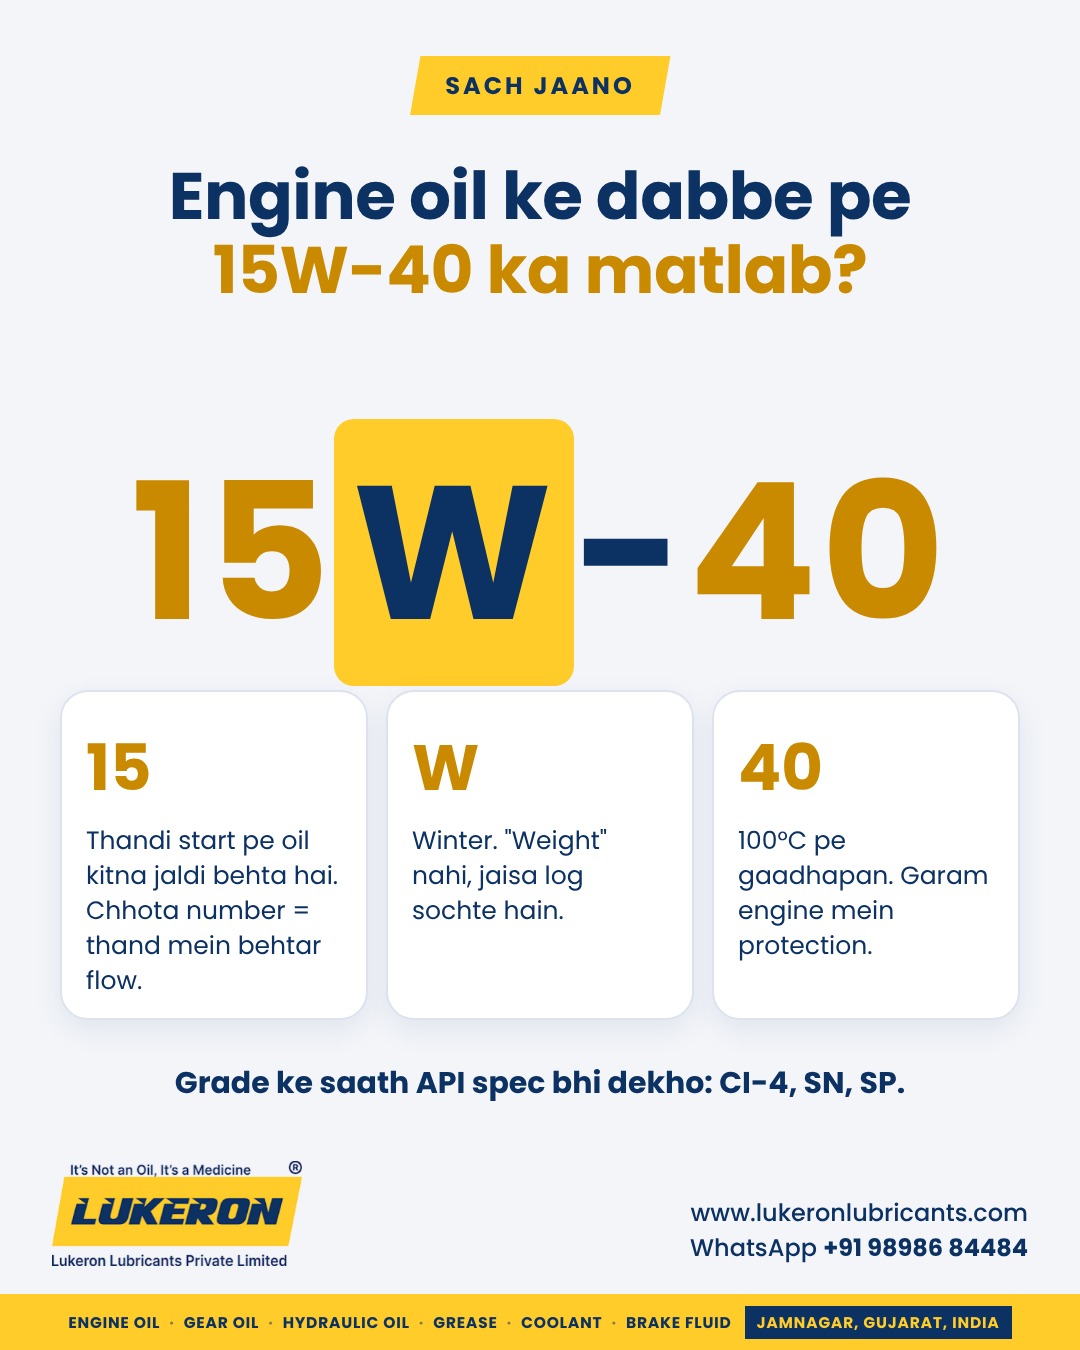 SACH JAANO
Engine oil ke dabbe pe
15W-40 ka matlab?
15W-40
15
Thandi start pe oil
kitna jaldi behta hai.
Chhota number =
thand mein behtar
flow.
W
Winter. "Weight"
nahi, jaisa log
sochte hain.
40
100°C pe
gaadhapan. Garam
engine mein
protection.
Grade ke saath API spec bhi dekho: CI-4, SN, SP.
It's Not an Oil, It's a Medicine ®
LUKERON
Lukeron Lubricants Private Limited
www.lukeronlubricants.com
WhatsApp +91 98986 84484
ENGINE OIL · GEAR OIL · HYDRAULIC OIL · GREASE · COOLANT · BRAKE FLUID JAMNAGAR, GUJARAT, INDIA